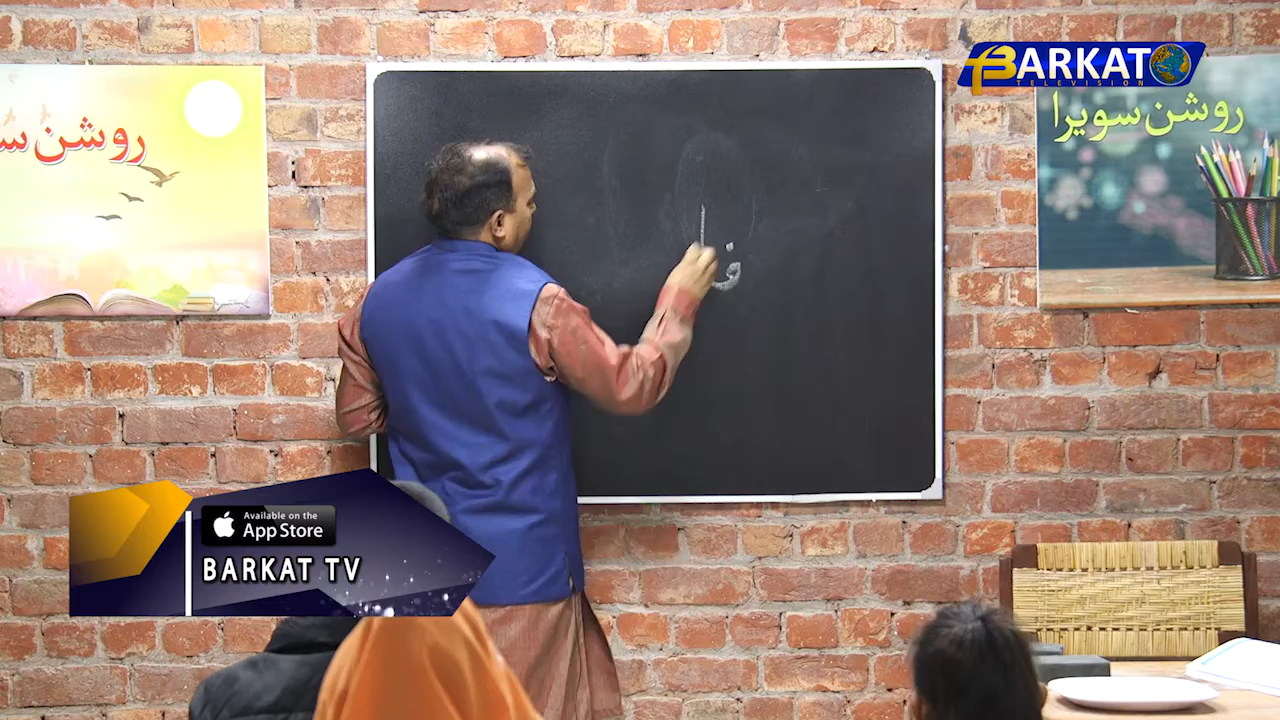 BARKAT
TELEVISION
روشن سویرا
روشن
Available on the
App Store
BARKAT TV